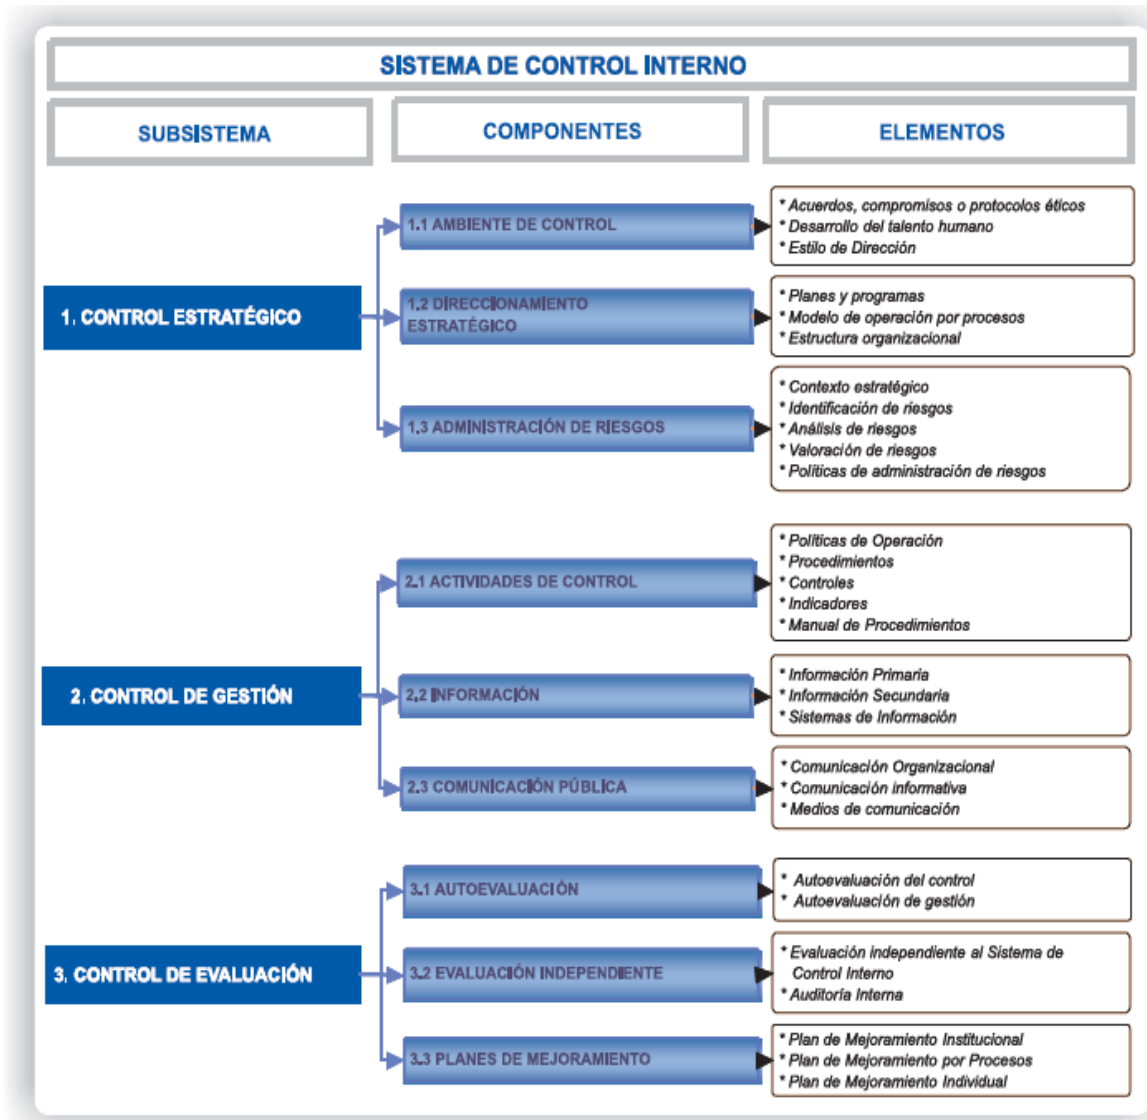 SISTEMA DE CONTROL INTERNO
SUBSISTEMA
COMPONENTES
ELEMENTOS
1. CONTROL ESTRATÉGICO
1.1 AMBIENTE DE CONTROL
* Acuerdos, compromisos o protocolos éticos
* Desarrollo del talento humano
* Estilo de Dirección
1.2 DIRECCIONAMIENTO
ESTRATÉGICO
* Planes y programas
* Modelo de operación por procesos
* Estructura organizacional
1.3 ADMINISTRACIÓN DE RIESGOS
* Contexto estratégico
* Identificación de riesgos
* Análisis de riesgos
* Valoración de riesgos
* Políticas de administración de riesgos
2. CONTROL DE GESTIÓN
2.1 ACTIVIDADES DE CONTROL
* Políticas de Operación
* Procedimientos
* Controles
* Indicadores
* Manual de Procedimientos
2.2 INFORMACIÓN
* Información Primaria
* Información Secundaria
* Sistemas de Información
2.3 COMUNICACIÓN PÚBLICA
* Comunicación Organizacional
* Comunicación informativa
* Medios de comunicación
3. CONTROL DE EVALUACIÓN
3.1 AUTOEVALUACIÓN
* Autoevaluación del control
* Autoevaluación de gestión
3.2 EVALUACIÓN INDEPENDIENTE
* Evaluación independiente al Sistema de
Control Interno
* Auditoría Interna
3.3 PLANES DE MEJORAMIENTO
* Plan de Mejoramiento Institucional
* Plan de Mejoramiento por Procesos
* Plan de Mejoramiento Individual